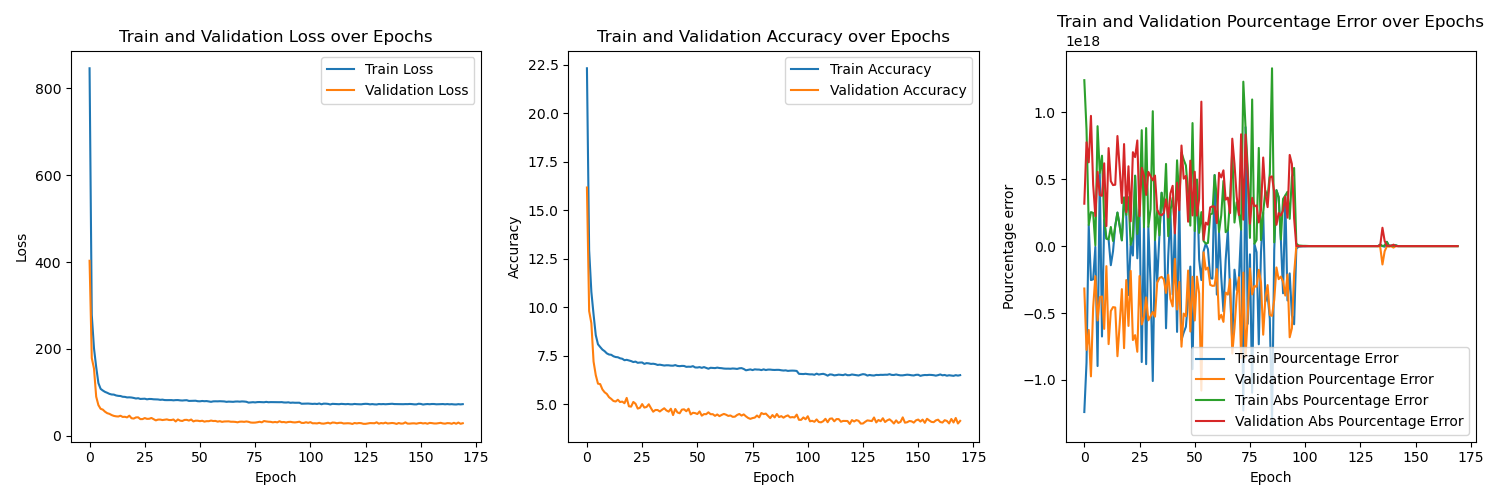 Train and Validation Loss over Epochs
Train Loss
Validation Loss
800
600
400
200
0
Loss
0 25 50 75 100 125 150 175
Epoch
Train and Validation Accuracy over Epochs
Train Accuracy
Validation Accuracy
22.5
20.0
17.5
15.0
12.5
10.0
7.5
5.0
Accuracy
0 25 50 75 100 125 150 175
Epoch
Train and Validation Pourcentage Error over Epochs
1e18
1.0
0.5
0.0
−0.5
−1.0
Pourcentage error
Train Pourcentage Error
Validation Pourcentage Error
Train Abs Pourcentage Error
Validation Abs Pourcentage Error
0 25 50 75 100 125 150 175
Epoch